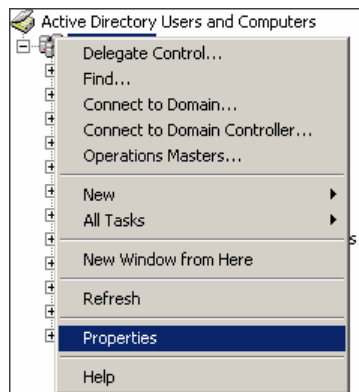 Active Directory Users and Computers
Delegate Control...
Find...
Connect to Domain...
Connect to Domain Controller...
Operations Masters...
New
All Tasks
s
New Window from Here
Refresh
Properties
Help